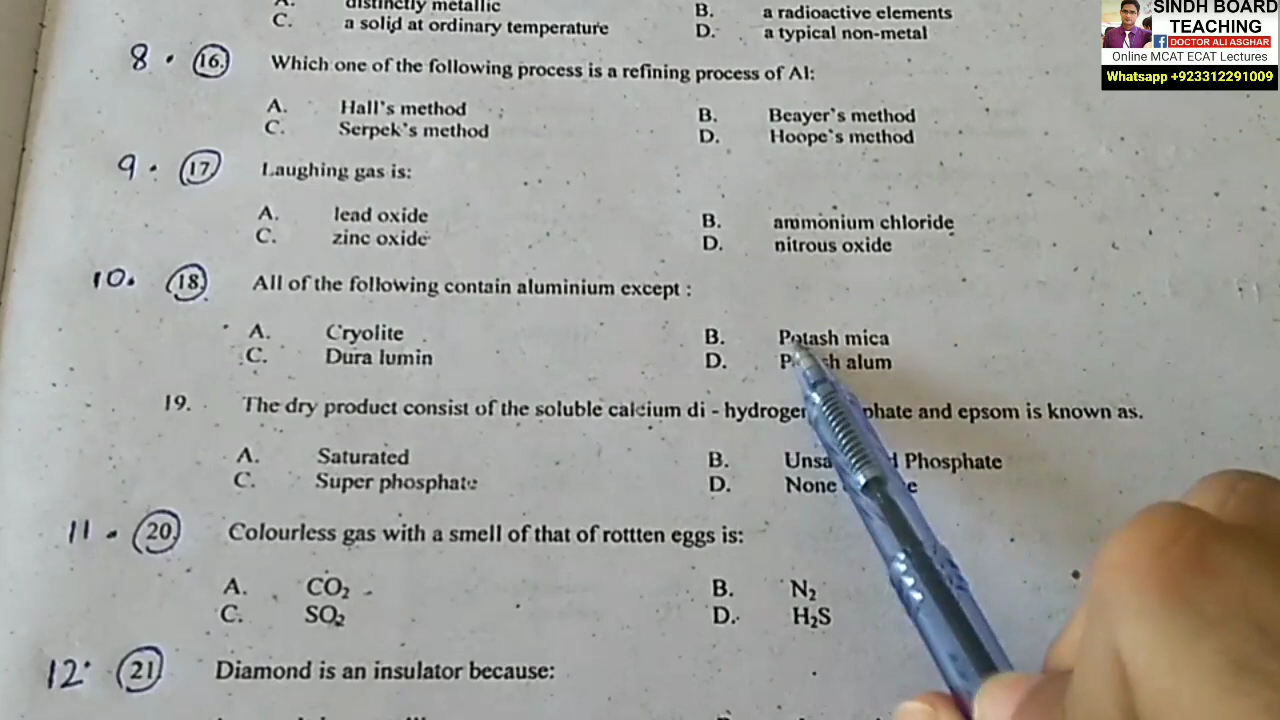 A. distinctly metallic B. a radioactive elements
C. a solid at ordinary temperature D. a typical non-metal
8. 16. Which one of the following process is a refining process of Al:
A. Hall's method B. Beayer's method
C. Serpek's method D. Hoope's method
9. 17 Laughing gas is:
A. lead oxide B. ammonium chloride
C. zinc oxide D. nitrous oxide
10. 18. All of the following contain aluminium except :
A. Cryolite B. Potash mica
C. Dura lumin D. alum
19. The dry product consist of the soluble calcium di - and epsom is known as.
A. Saturated B. Phosphate
C. Super phosphate D. None
11. 20. Colourless gas with a smell of that of rottten eggs is:
A. CO2 B. N2
C. SO2 D. H2S
12. 21 Diamond is an insulator because:
SINDH BOARD
TEACHING
DOCTOR ALI ASGHAR
Online MCAT ECAT Lectures
Whatsapp +923312291009